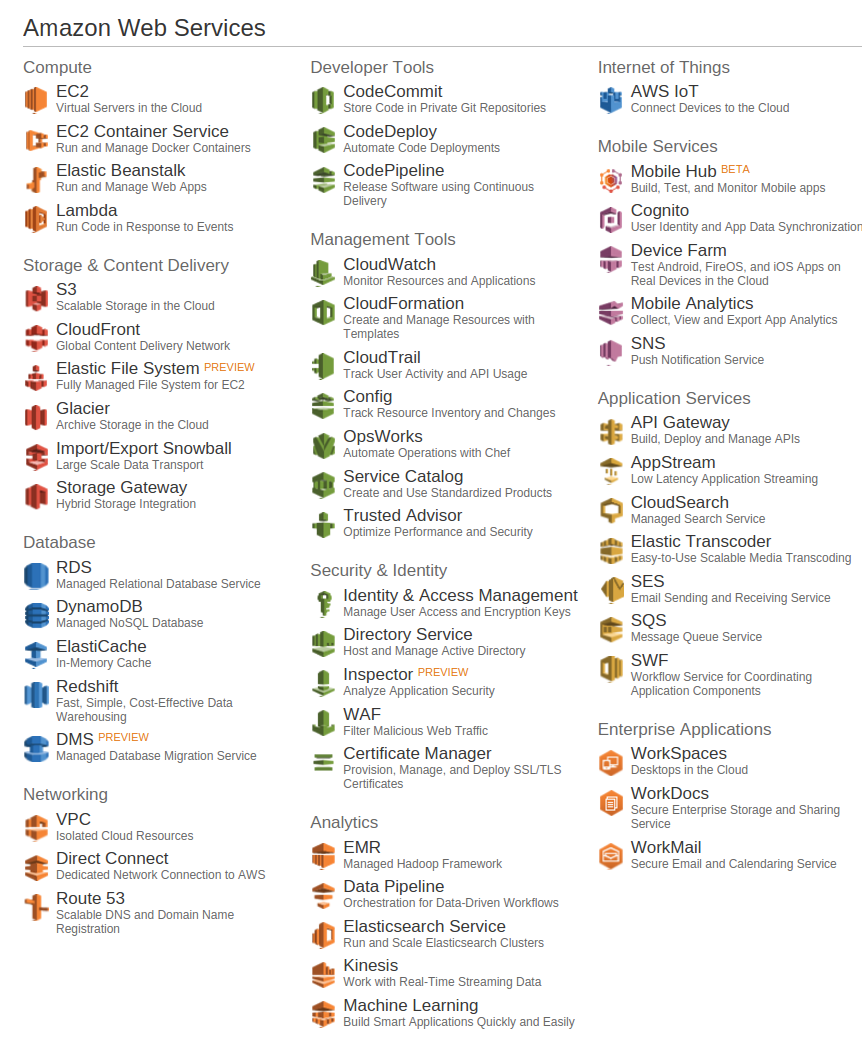 Amazon Web Services
Compute
EC2
Virtual Servers in the Cloud
EC2 Container Service
Run and Manage Docker Containers
Elastic Beanstalk
Run and Manage Web Apps
Lambda
Run Code in Response to Events
Storage & Content Delivery
S3
Scalable Storage in the Cloud
CloudFront
Global Content Delivery Network
Elastic File System PREVIEW
Fully Managed File System for EC2
Glacier
Archive Storage in the Cloud
Import/Export Snowball
Large Scale Data Transport
Storage Gateway
Hybrid Storage Integration
Database
RDS
Managed Relational Database Service
DynamoDB
Managed NoSQL Database
ElastiCache
In-Memory Cache
Redshift
Fast, Simple, Cost-Effective Data
Warehousing
DMS PREVIEW
Managed Database Migration Service
Networking
VPC
Isolated Cloud Resources
Direct Connect
Dedicated Network Connection to AWS
Route 53
Scalable DNS and Domain Name
Registration
Developer Tools
CodeCommit
Store Code in Private Git Repositories
CodeDeploy
Automate Code Deployments
CodePipeline
Release Software using Continuous
Delivery
Management Tools
CloudWatch
Monitor Resources and Applications
CloudFormation
Create and Manage Resources with
Templates
CloudTrail
Track User Activity and API Usage
Config
Track Resource Inventory and Changes
OpsWorks
Automate Operations with Chef
Service Catalog
Create and Use Standardized Products
Trusted Advisor
Optimize Performance and Security
Security & Identity
Identity & Access Management
Manage User Access and Encryption Keys
Directory Service
Host and Manage Active Directory
Inspector PREVIEW
Analyze Application Security
WAF
Filter Malicious Web Traffic
Certificate Manager
Provision, Manage, and Deploy SSL/TLS
Certificates
Analytics
EMR
Managed Hadoop Framework
Data Pipeline
Orchestration for Data-Driven Workflows
Elasticsearch Service
Run and Scale Elasticsearch Clusters
Kinesis
Work with Real-Time Streaming Data
Machine Learning
Build Smart Applications Quickly and Easily
Internet of Things
AWS IoT
Connect Devices to the Cloud
Mobile Services
Mobile Hub BETA
Build, Test, and Monitor Mobile apps
Cognito
User Identity and App Data Synchronization
Device Farm
Test Android, FireOS, and iOS Apps on
Real Devices in the Cloud
Mobile Analytics
Collect, View and Export App Analytics
SNS
Push Notification Service
Application Services
API Gateway
Build, Deploy and Manage APIs
AppStream
Low Latency Application Streaming
CloudSearch
Managed Search Service
Elastic Transcoder
Easy-to-Use Scalable Media Transcoding
SES
Email Sending and Receiving Service
SQS
Message Queue Service
SWF
Workflow Service for Coordinating
Application Components
Enterprise Applications
WorkSpaces
Desktops in the Cloud
WorkDocs
Secure Enterprise Storage and Sharing
Service
WorkMail
Secure Email and Calendaring Service